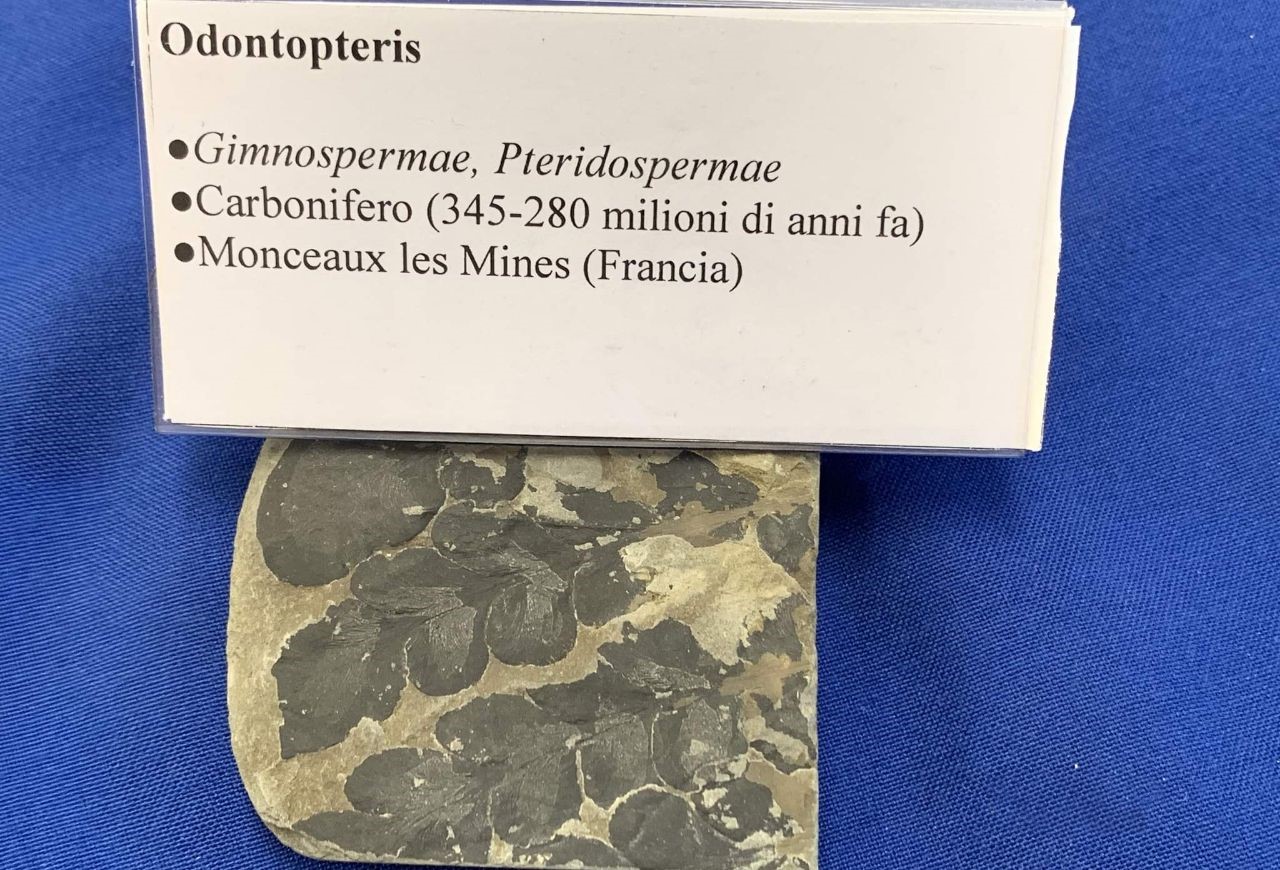 Odontopteris
●Gimnospermae, Pteridospermae
●Carbonifero (345-280 milioni di anni fa)
●Monceaux les Mines (Francia)